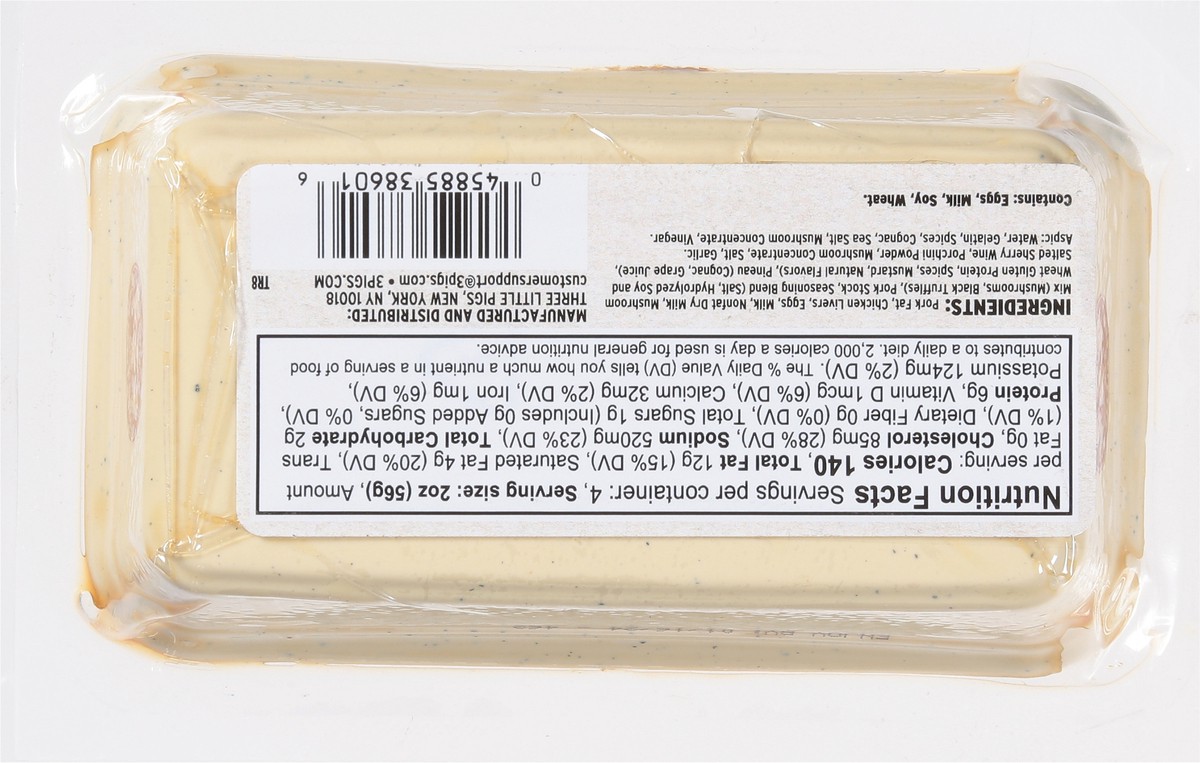 Nutrition Facts Servings per container: 4, Serving size: 2oz (56g), Amount
per serving: Calories 140, Total Fat 12g (15% DV), Saturated Fat 4g (20% DV), Trans
Fat 0g, Cholesterol 85mg (28% DV), Sodium 520mg (23% DV), Total Carbohydrate 2g
(1% DV), Dietary Fiber 0g (0% DV), Total Sugars 1g (Includes 0g Added Sugars, 0% DV),
Protein 6g, Vitamin D 1mcg (6% DV), Calcium 32mg (2% DV), Iron 1mg (6% DV),
Potassium 124mg (2% DV). The % Daily Value (DV) tells you how much a nutrient in a serving of food
contributes to a daily diet. 2,000 calories a day is used for general nutrition advice.
INGREDIENTS: Pork Fat, Chicken Livers, Eggs, Milk, Nonfat Dry Milk, Mushroom
Mix (Mushrooms, Black Truffles), Pork Stock, Seasoning Blend (Salt, Hydrolyzed Soy and
Wheat Gluten Protein, Spices, Mustard, Natural Flavors), Pineau (Cognac, Grape Juice),
Salted Sherry Wine, Porchini Powder, Mushroom Concentrate, Salt, Garlic.
Aspic: Water, Gelatin, Spices, Cognac, Sea Salt, Mushroom Concentrate, Vinegar.
Contains: Eggs, Milk, Soy, Wheat.
MANUFACTURED AND DISTRIBUTED:
THREE LITTLE PIGS, NEW YORK, NY 10018
customersupport@3pigs.com • 3PIGS.COM
TR8
0 45885 38601 6